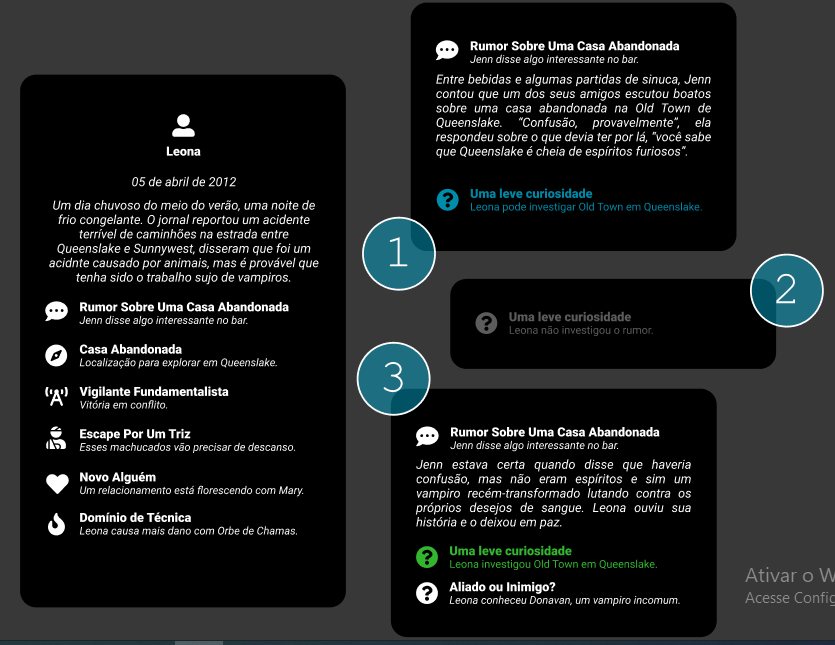 Leona
05 de abril de 2012
Um dia chuvoso do meio do verão, uma noite de
frio congelante. O jornal reportou um acidente
terrível de caminhões na estrada entre
Queenslake e Sunnywest, disseram que foi um
acidnte causado por animais, mas é provável que
tenha sido o trabalho sujo de vampiros.
Rumor Sobre Uma Casa Abandonada
Jenn disse algo interessante no bar.
Casa Abandonada
Localização para explorar em Queenslake.
Vigilante Fundamentalista
Vitória em conflito.
Escape Por Um Triz
Esses machucados vão precisar de descanso.
Novo Alguém
Um relacionamento está florescendo com Mary.
Domínio de Técnica
Leona causa mais dano com Orbe de Chamas.
1
Rumor Sobre Uma Casa Abandonada
Jenn disse algo interessante no bar.
Entre bebidas e algumas partidas de sinuca, Jenn
contou que um dos seus amigos escutou boatos
sobre uma casa abandonada na Old Town de
Queenslake. “Confusão, provavelmente”, ela
respondeu sobre o que devia ter por lá, “você sabe
que Queenslake é cheia de espíritos furiosos”.
Uma leve curiosidade
Leona pode investigar Old Town em Queenslake.
2
Uma leve curiosidade
Leona não investigou o rumor.
3
Rumor Sobre Uma Casa Abandonada
Jenn disse algo interessante no bar.
Jenn estava certa quando disse que haveria
confusão, mas não eram espíritos e sim um
vampiro recém-transformado lutando contra os
próprios desejos de sangue. Leona ouviu sua
história e o deixou em paz.
Uma leve curiosidade
Leona investigou Old Town em Queenslake.
Aliado ou Inimigo?
Leona conheceu Donavan, um vampiro incomum.
Ativar o W
Acesse Config